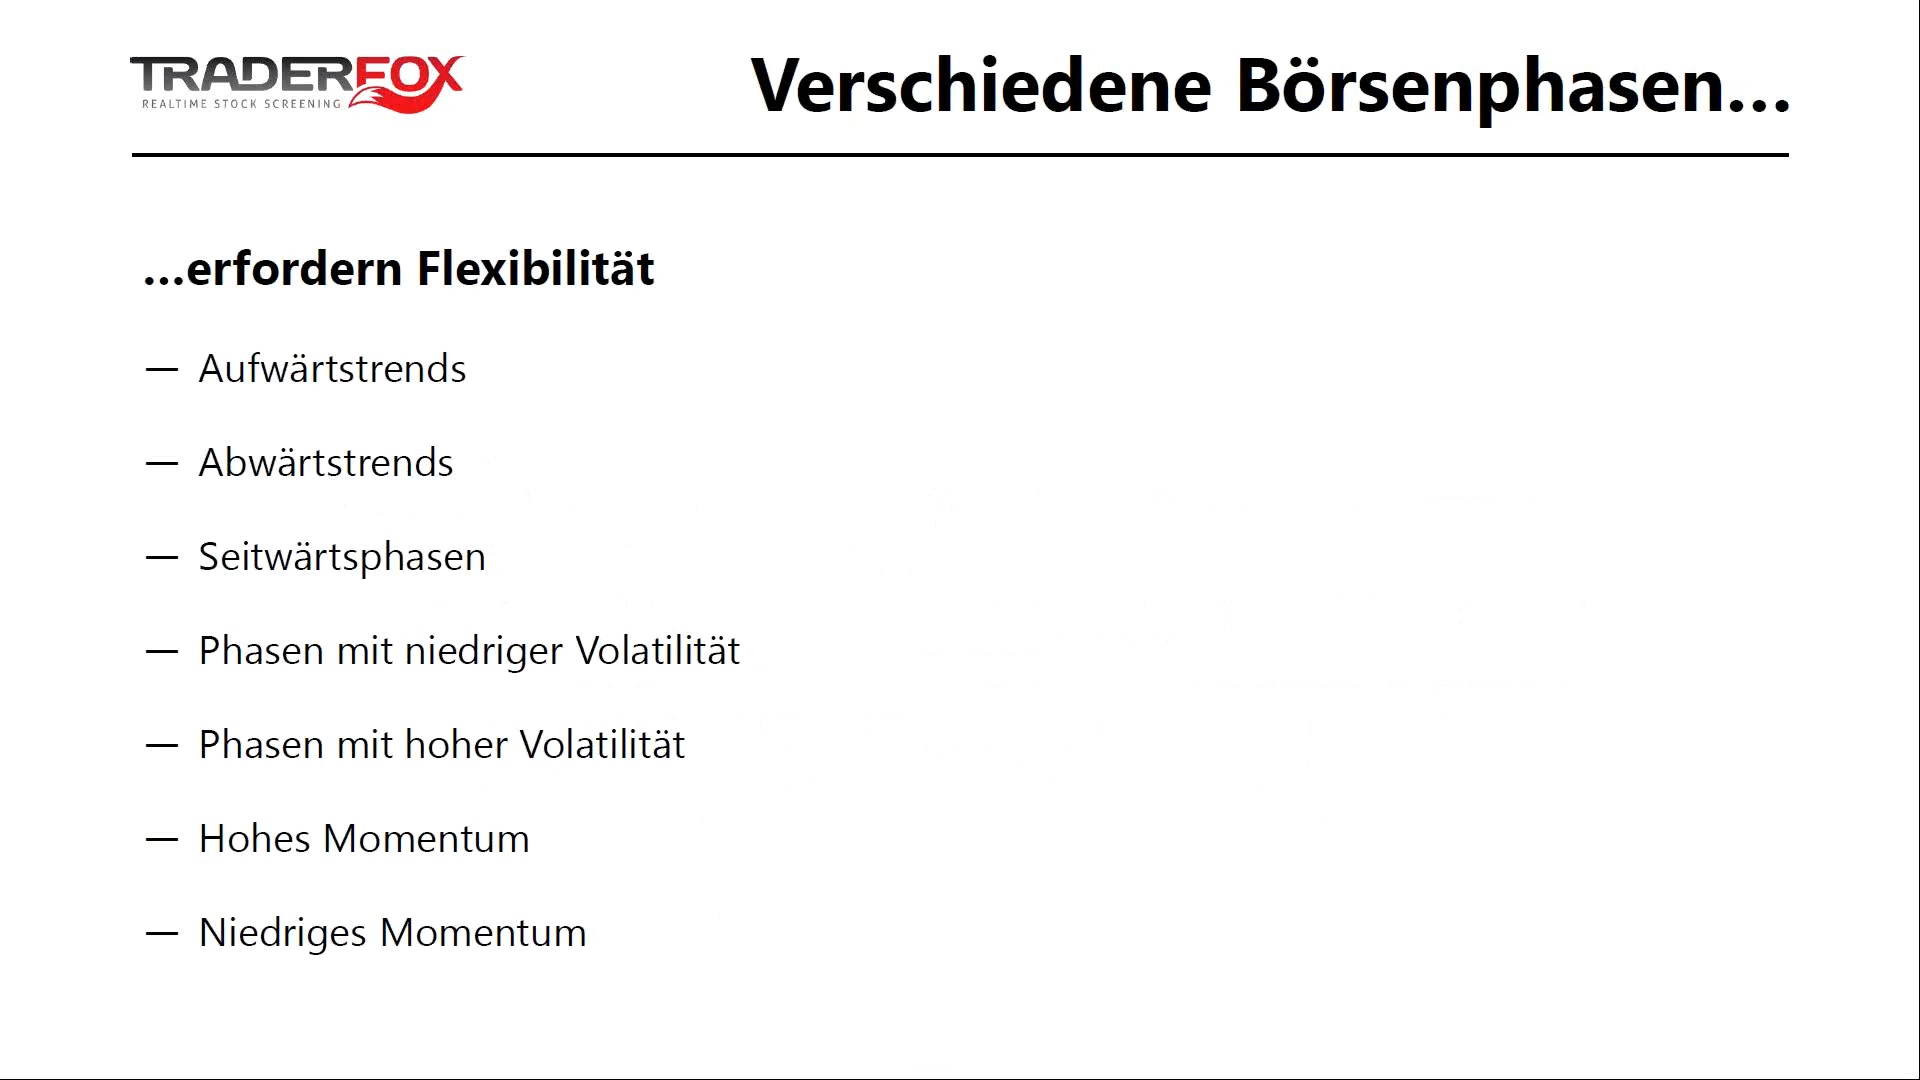 TRADERFOX
REALTIME STOCK SCREENING
Verschiedene Börsenphasen...
...erfordern Flexibilität
— Aufwärtstrends
— Abwärtstrends
— Seitwärtsphasen
— Phasen mit niedriger Volatilität
— Phasen mit hoher Volatilität
— Hohes Momentum
— Niedriges Momentum